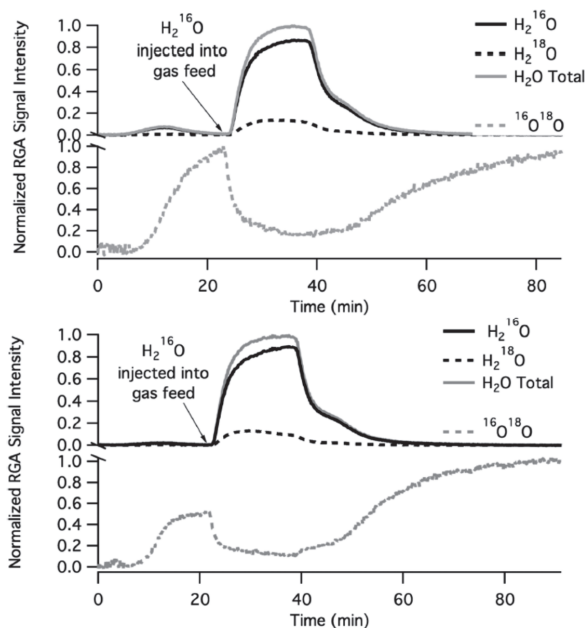 Normalized RGA Signal Intensity
1.0
0.8
0.6
0.4
0.2
0.0
H₂¹⁶O
injected into
gas feed
H₂¹⁶O
H₂¹⁸O
H₂O Total
¹⁶O¹⁸O
1.0
0.8
0.6
0.4
0.2
0.0
0 20 40 60 80
Time (min)
Normalized RGA Signal Intensity
1.0
0.8
0.6
0.4
0.2
0.0
H₂¹⁶O
injected into
gas feed
H₂¹⁶O
H₂¹⁸O
H₂O Total
¹⁶O¹⁸O
1.0
0.8
0.6
0.4
0.2
0.0
0 20 40 60 80
Time (min)